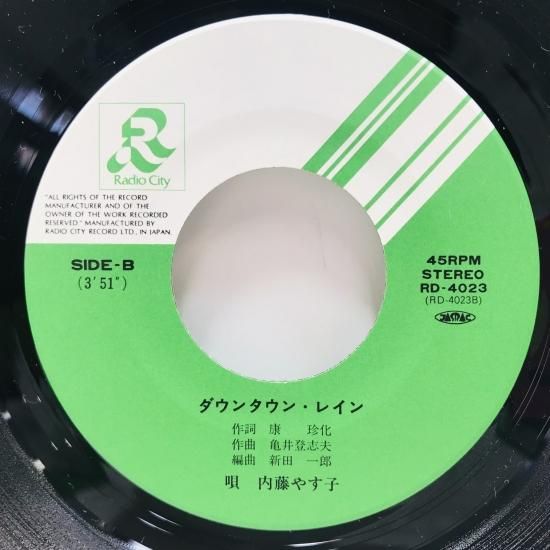 R
Radio City
"ALL RIGHTS OF THE RECORD
MANUFACTURER AND OF THE
OWNER OF THE WORK RECORDED
RESERVED" MANUFACTURED BY
RADIO CITY RECORD LTD., IN JAPAN.
SIDE-B
(3'51")
45RPM
STEREO
RD-4023
(RD-4023B)
JASRAC
ダウンタウン・レイン
作詞 康 珍化
作曲 亀井登志夫
編曲 新田 一郎
唄 内藤やす子